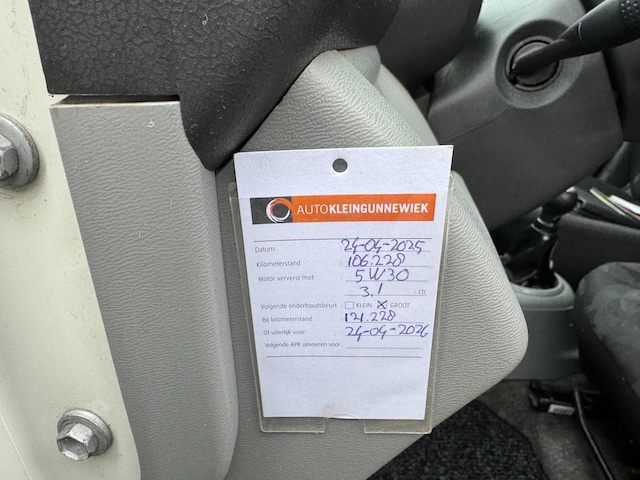 AUTOKLEINGUNNEWIEK
Datum 24-04-2025
Kilometerstand 106.228
Motor ververst met 5W30
3.1 Ltr.
Volgende onderhoudsbeurt KLEIN GROOT
Bij kilometerstand 121.228
Of uiterlijk voor 24-04-2026
Volgende APK uitvoeren voor: